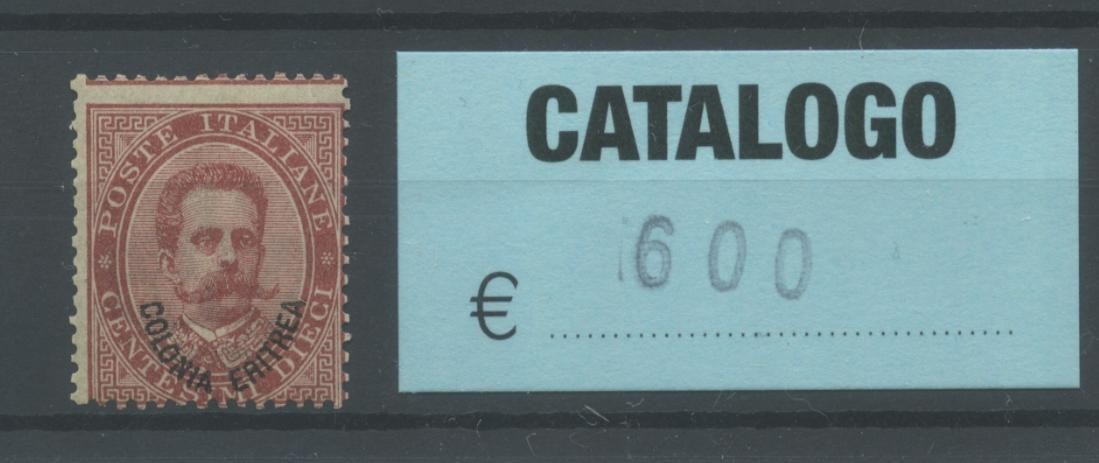 POSTE ITALIANE
CENTESIMI DIECI
COLONIA ERITREA
CATALOGO
€ 600